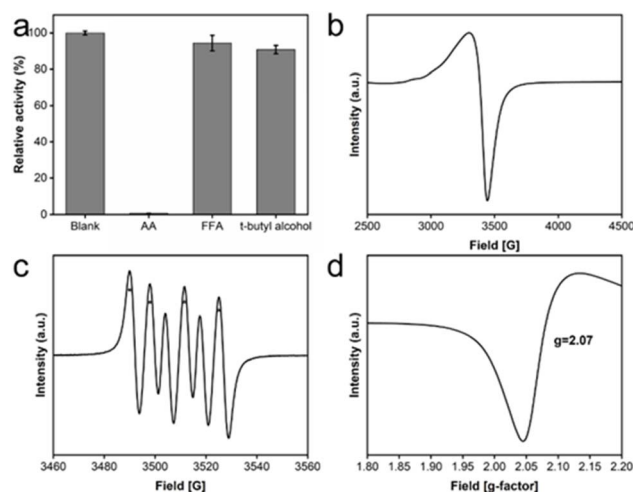 a
Relative activity (%)
100
80
60
40
20
0
Blank
AA
FFA
t-butyl alcohol
b
Intensity (a.u.)
2500
3000
3500
4000
4500
Field [G]
c
Intensity (a.u.)
3460
3480
3500
3520
3540
3560
Field [G]
d
Intensity (a.u.)
g=2.07
1.80
1.85
1.90
1.95
2.00
2.05
2.10
2.15
2.20
Field [g-factor]